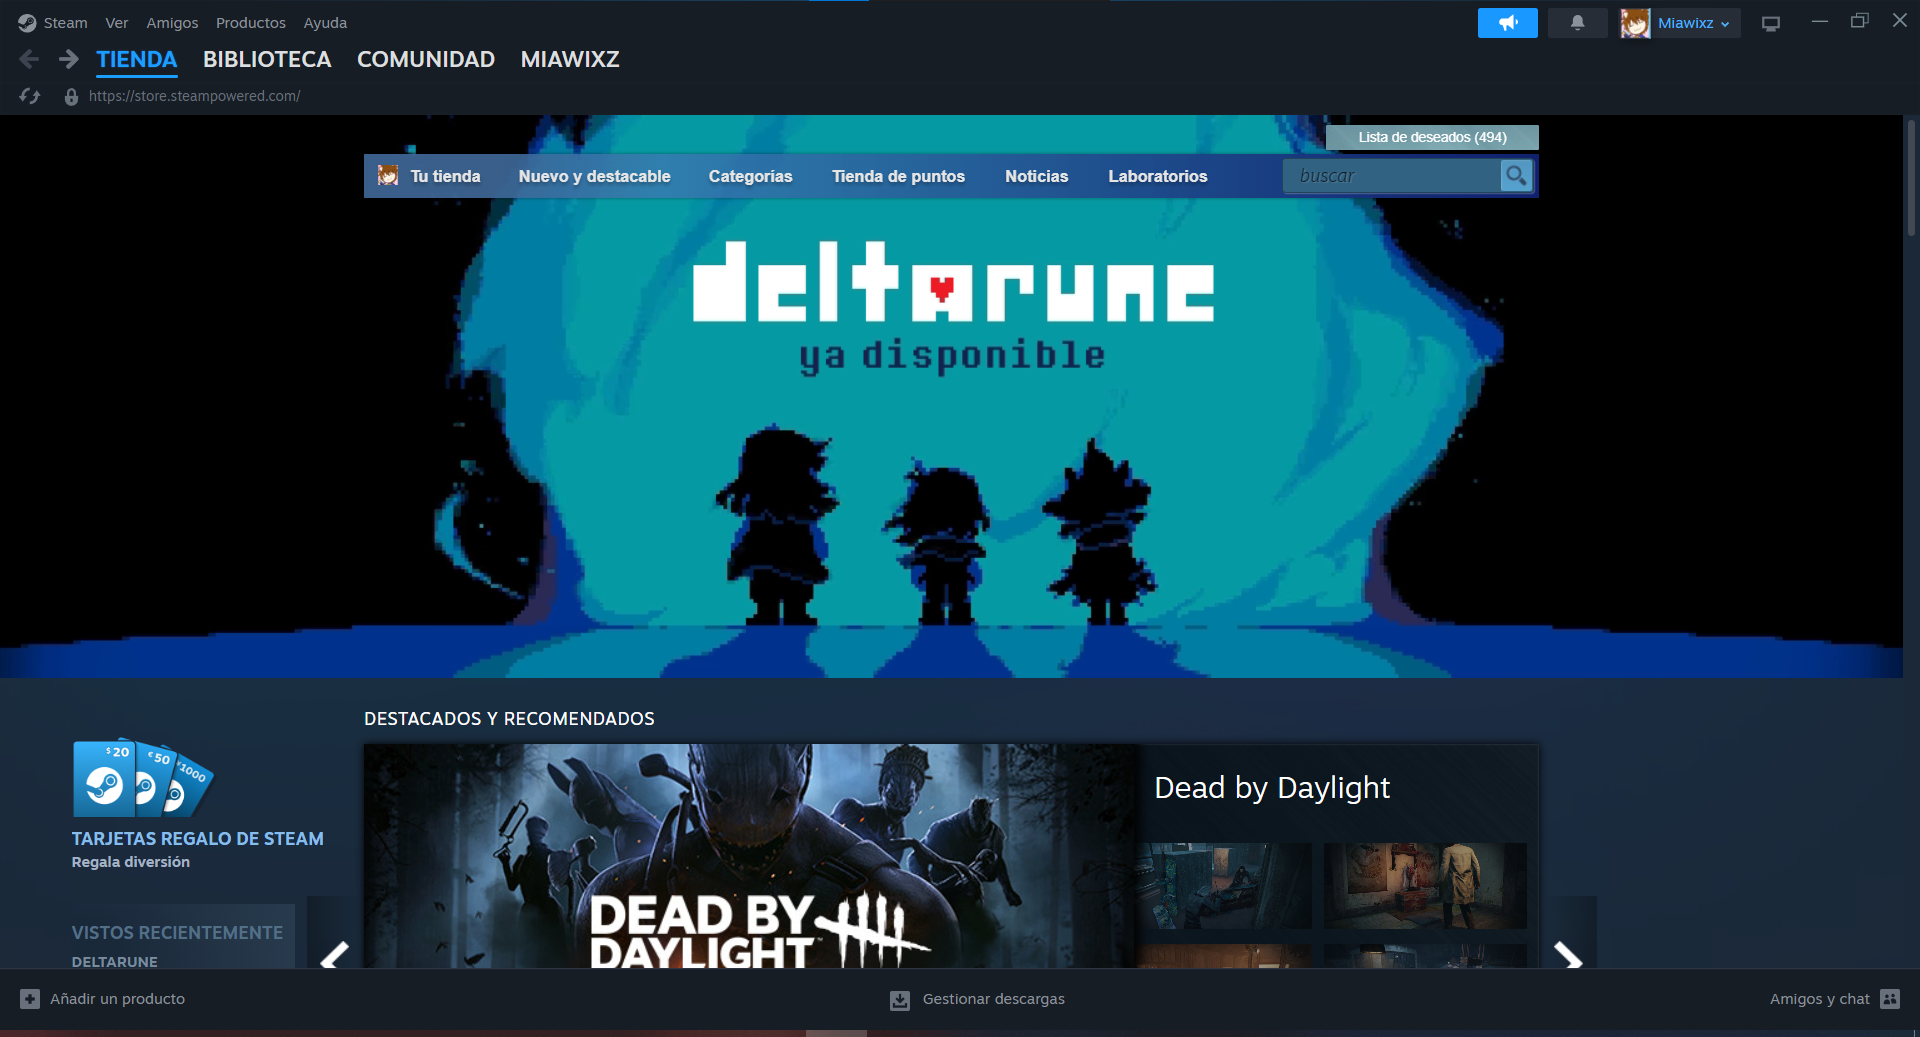 Steam Ver Amigos Productos Ayuda
Miawixz
TIENDA BIBLIOTECA COMUNIDAD MIAWIXZ
https://store.steampowered.com/
Lista de deseados (494)
Tu tienda Nuevo y destacable Categorías Tienda de puntos Noticias Laboratorios
buscar
deltarune
ya disponible
DESTACADOS Y RECOMENDADOS
$20
€50
¥1000
TARJETAS REGALO DE STEAM
Regala diversión
Dead by Daylight
DEAD BY
DAYLIGHT™
VISTOS RECIENTEMENTE
DELTARUNE
Añadir un producto
Gestionar descargas
Amigos y chat